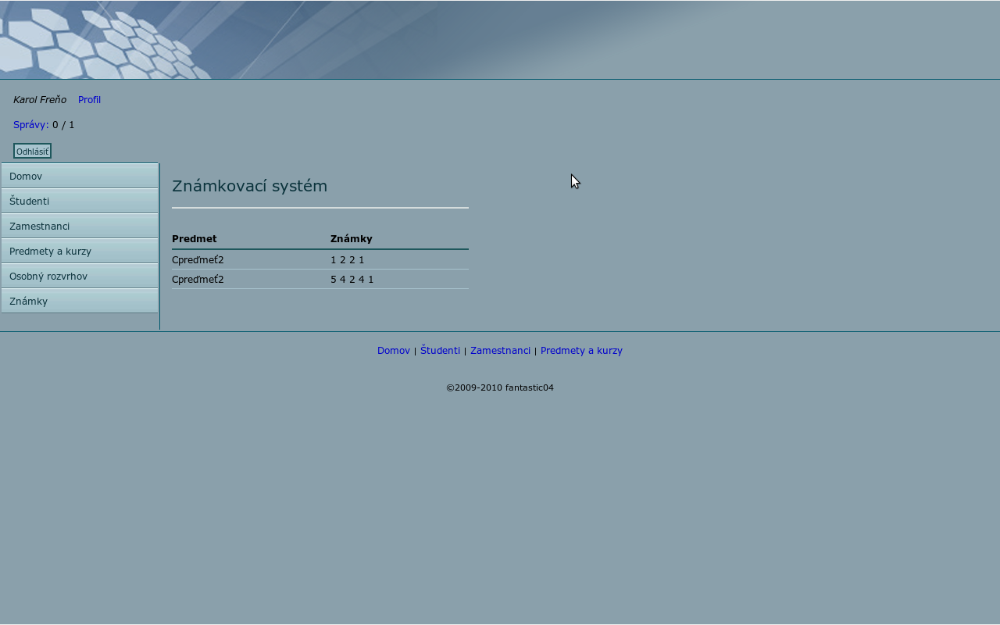 Karol Freňo Profil
Správy: 0 / 1
Odhlásiť
Domov
Študenti
Zamestnanci
Predmety a kurzy
Osobný rozvrhov
Známky
Známkovací systém
Predmet Známky
Cpreďmeť2 1 2 2 1
Cpreďmeť2 5 4 2 4 1
Domov | Študenti | Zamestnanci | Predmety a kurzy
©2009-2010 fantastic04